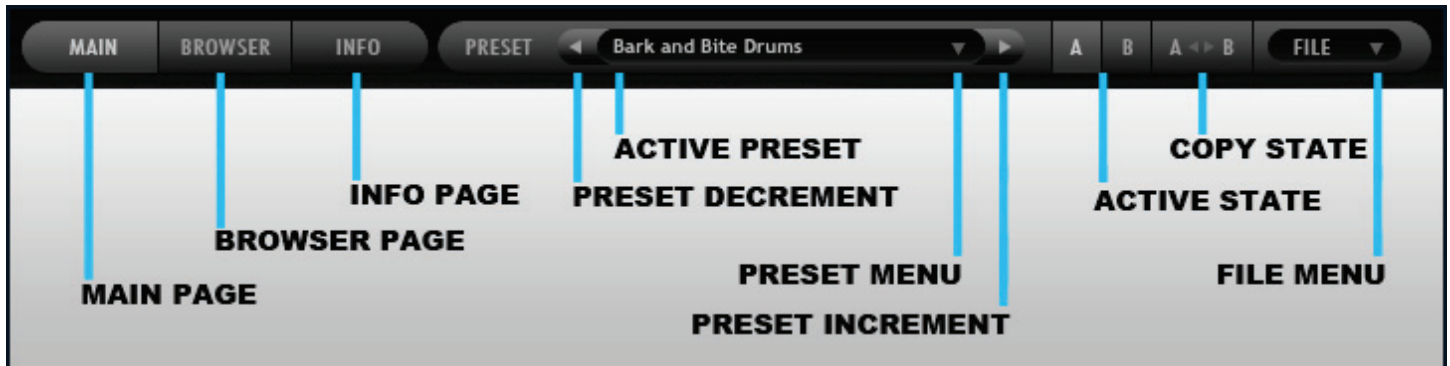 MAIN BROWSER INFO PRESET Bark and Bite Drums A B A B FILE
ACTIVE PRESET COPY STATE
INFO PAGE PRESET DECREMENT ACTIVE STATE
BROWSER PAGE
PRESET MENU FILE MENU
MAIN PAGE
PRESET INCREMENT